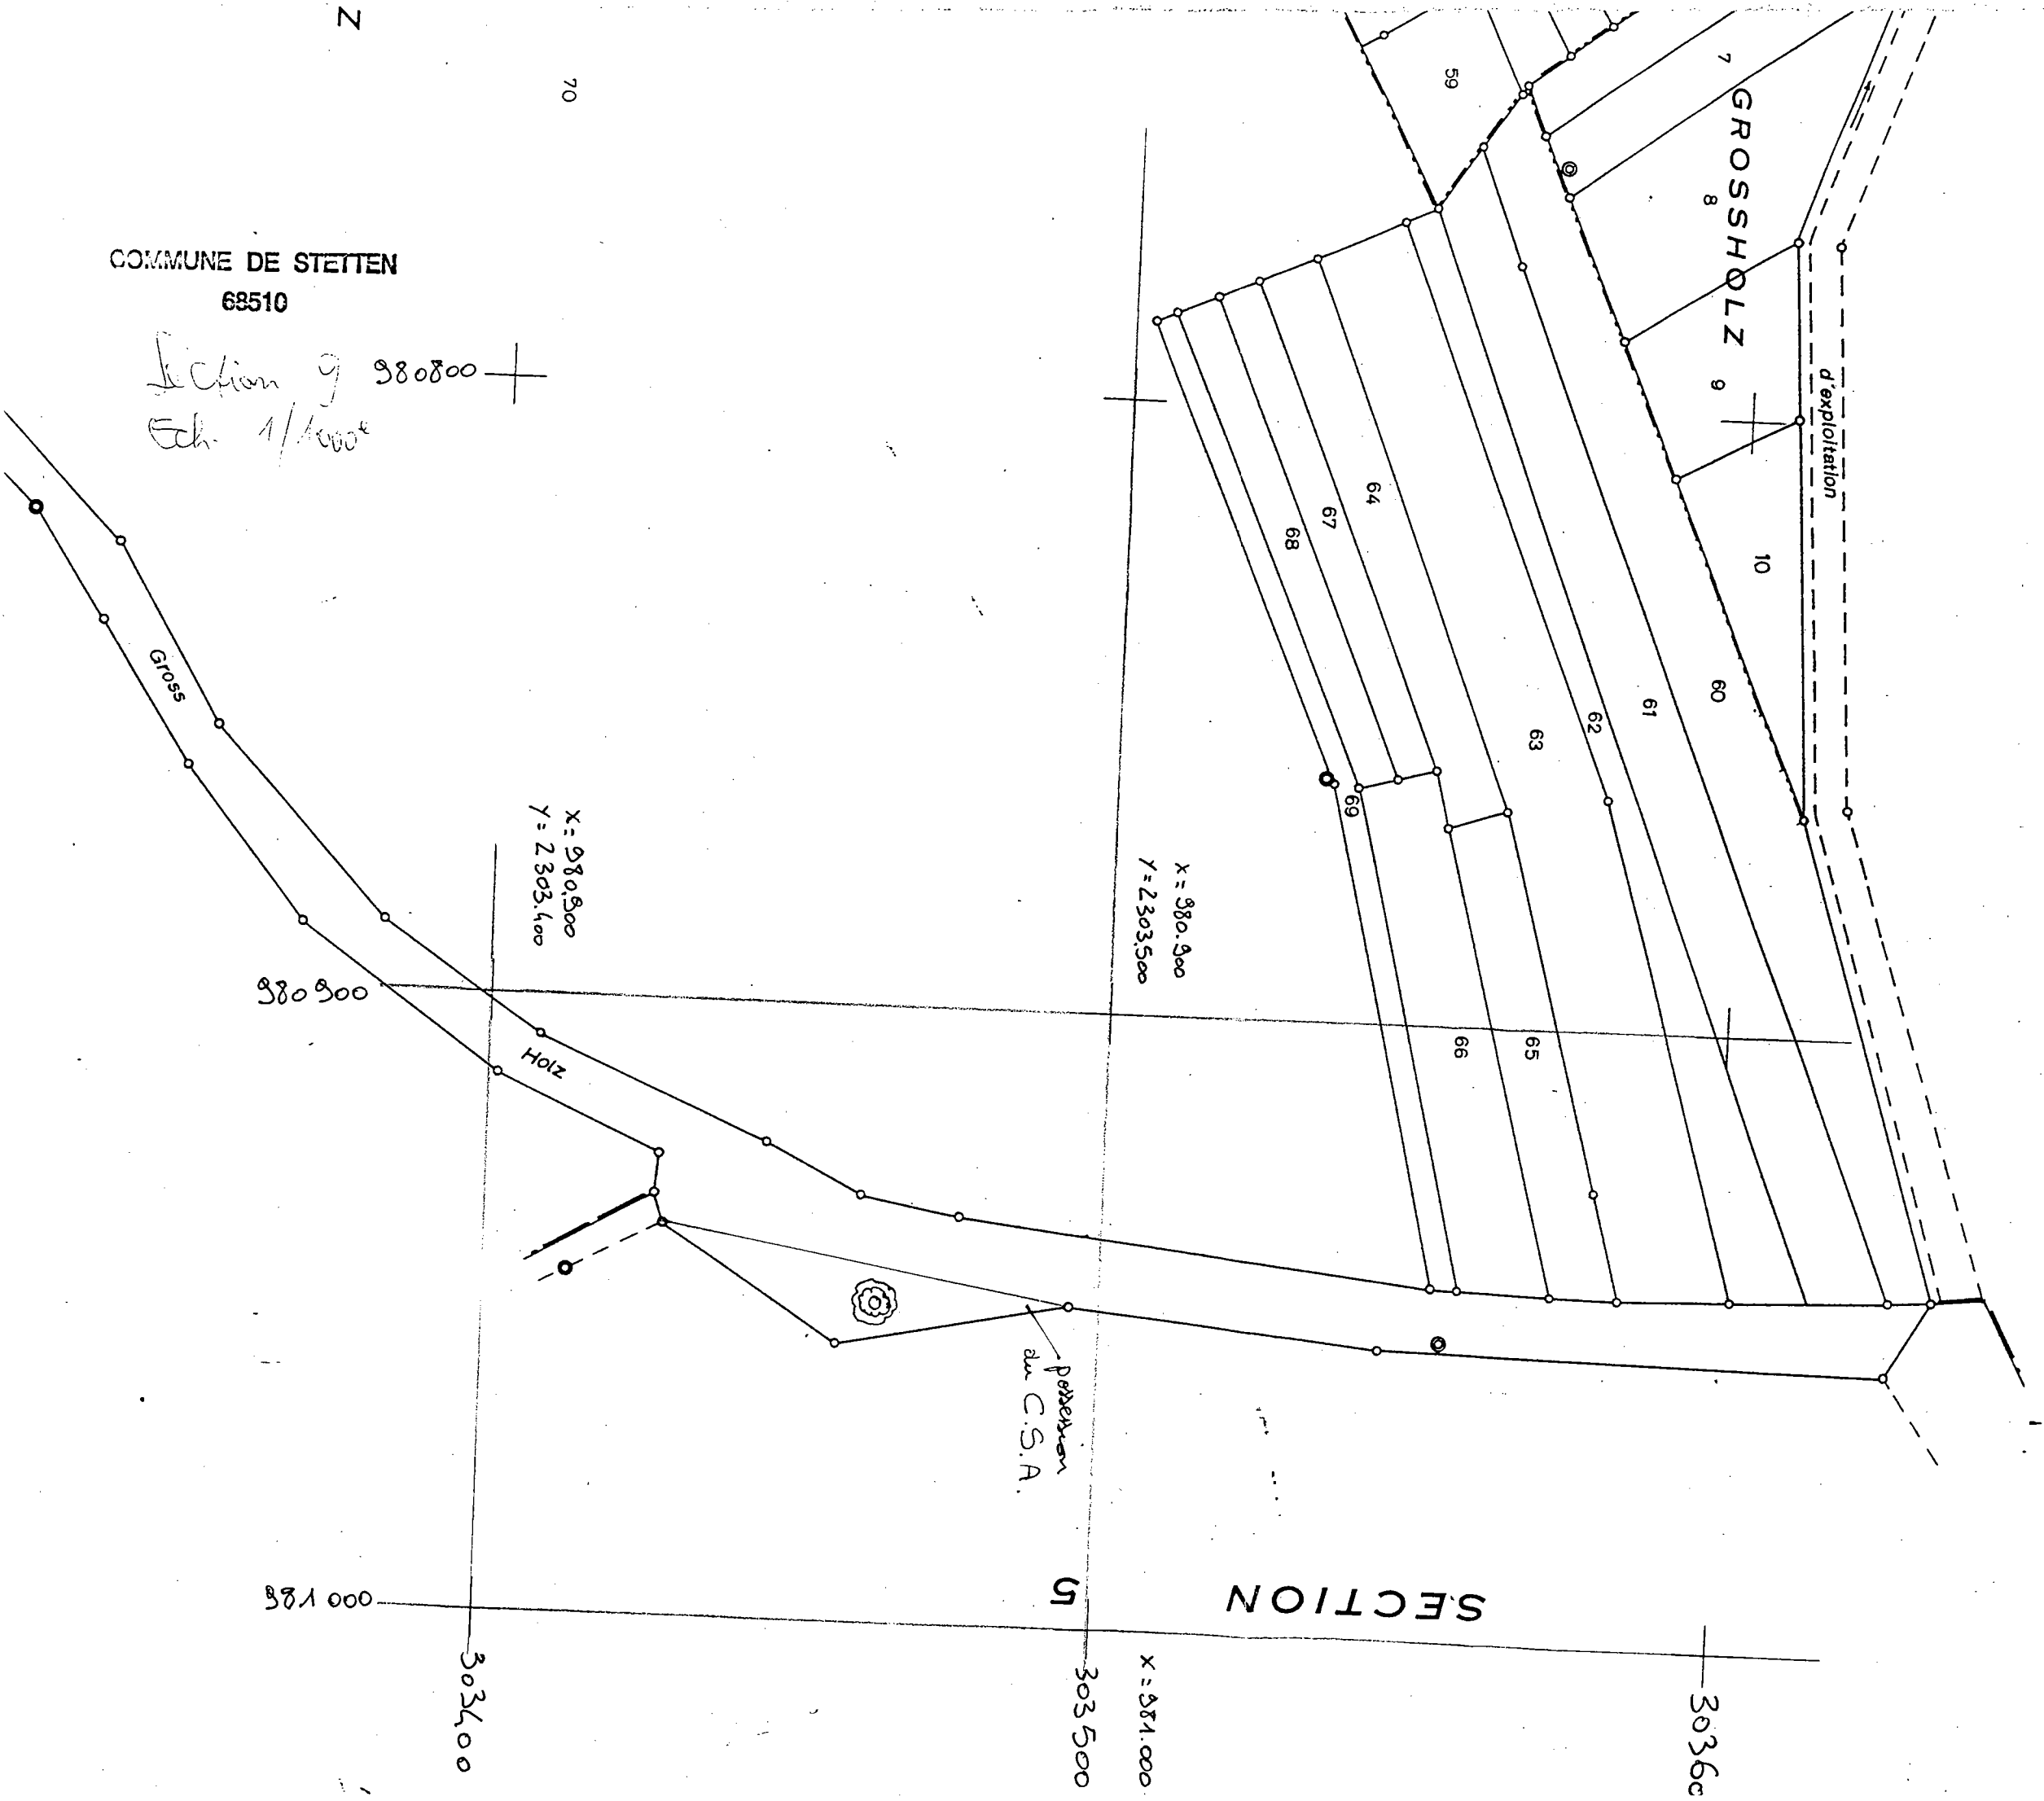 Z
70
59
7
GROSSHOLZ
8
9
10
d'exploitation
COMMUNE DE STETTEN
68510
Section 9
980800
Ech. 1/1000e
64
67
68
60
61
62
63
69
66
65
Gross
Holz
x = 980.900
y = 2303.400
x = 980.900
y = 2303.500
980900
possession
du C.S.A.
SECTION
5
981000
x = 981.000
303400
303500
30360